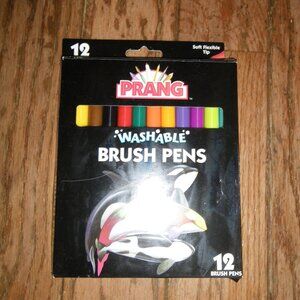 12
Soft Flexible
Tip
PRANG
WASHABLE
BRUSH PENS
12
BRUSH PENS